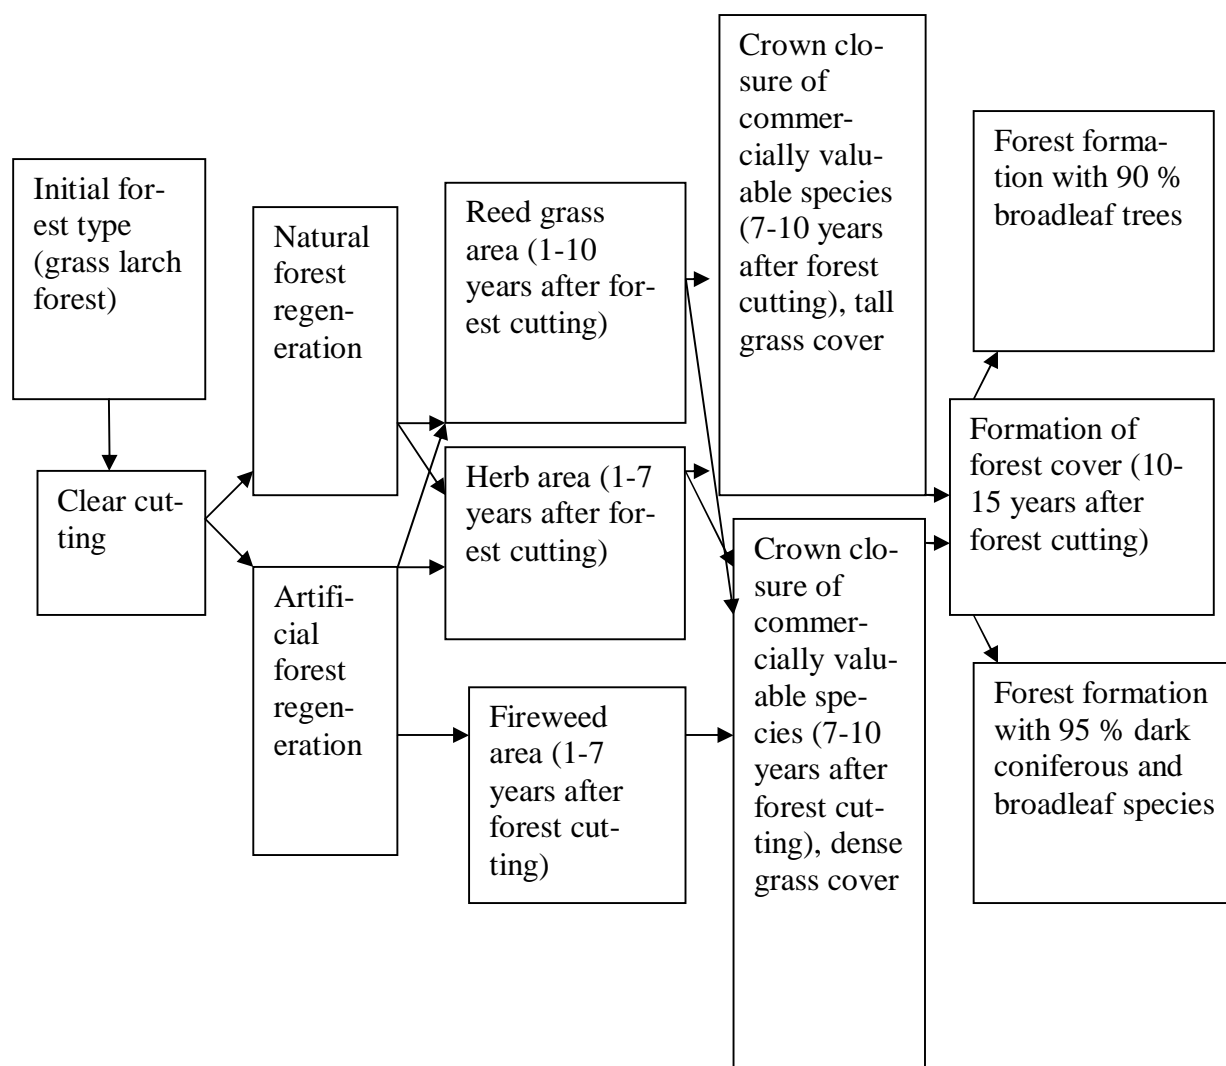 Initial for-
est type
(grass larch
forest)
Clear cut-
ting
Natural
forest
regen-
eration
Artifi-
cial
forest
regen-
eration
Reed grass
area (1-10
years after for-
est cutting)
Herb area (1-7
years after for-
est cutting)
Fireweed
area (1-7
years after
forest cut-
ting)
Crown clo-
sure of
commer-
cially valu-
able species
(7-10 years
after forest
cutting), tall
grass cover
Crown clo-
sure of
commer-
cially valu-
able spe-
cies (7-10
years after
forest cut-
ting), dense
grass cover
Forest forma-
tion with 90 %
broadleaf trees
Formation of
forest cover (10-
15 years after
forest cutting)
Forest formation
with 95 % dark
coniferous and
broadleaf species